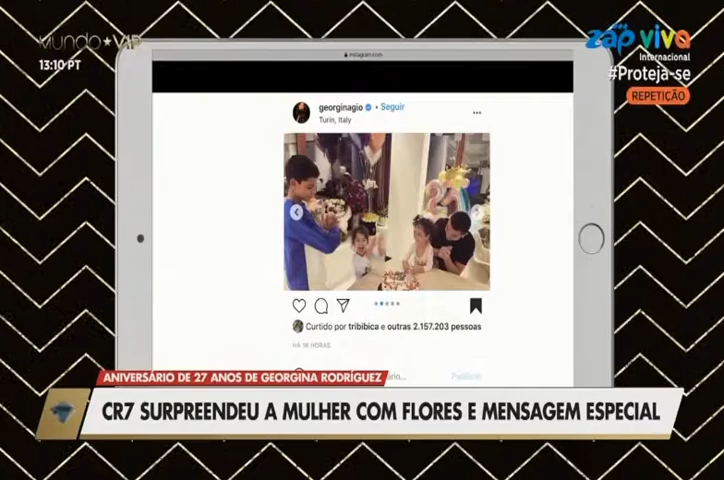 MUNDO★VIP
13:10 PT
zap viva
Internacional
#Proteja-se
REPETIÇÃO
instagram.com
georginagio • Seguir
Turin, Italy
Curtido por tribibica e outras 2.157.203 pessoas
HÁ 18 HORAS
Publicar
ANIVERSÁRIO DE 27 ANOS DE GEORGINA RODRÍGUEZ
CR7 SURPREENDEU A MULHER COM FLORES E MENSAGEM ESPECIAL